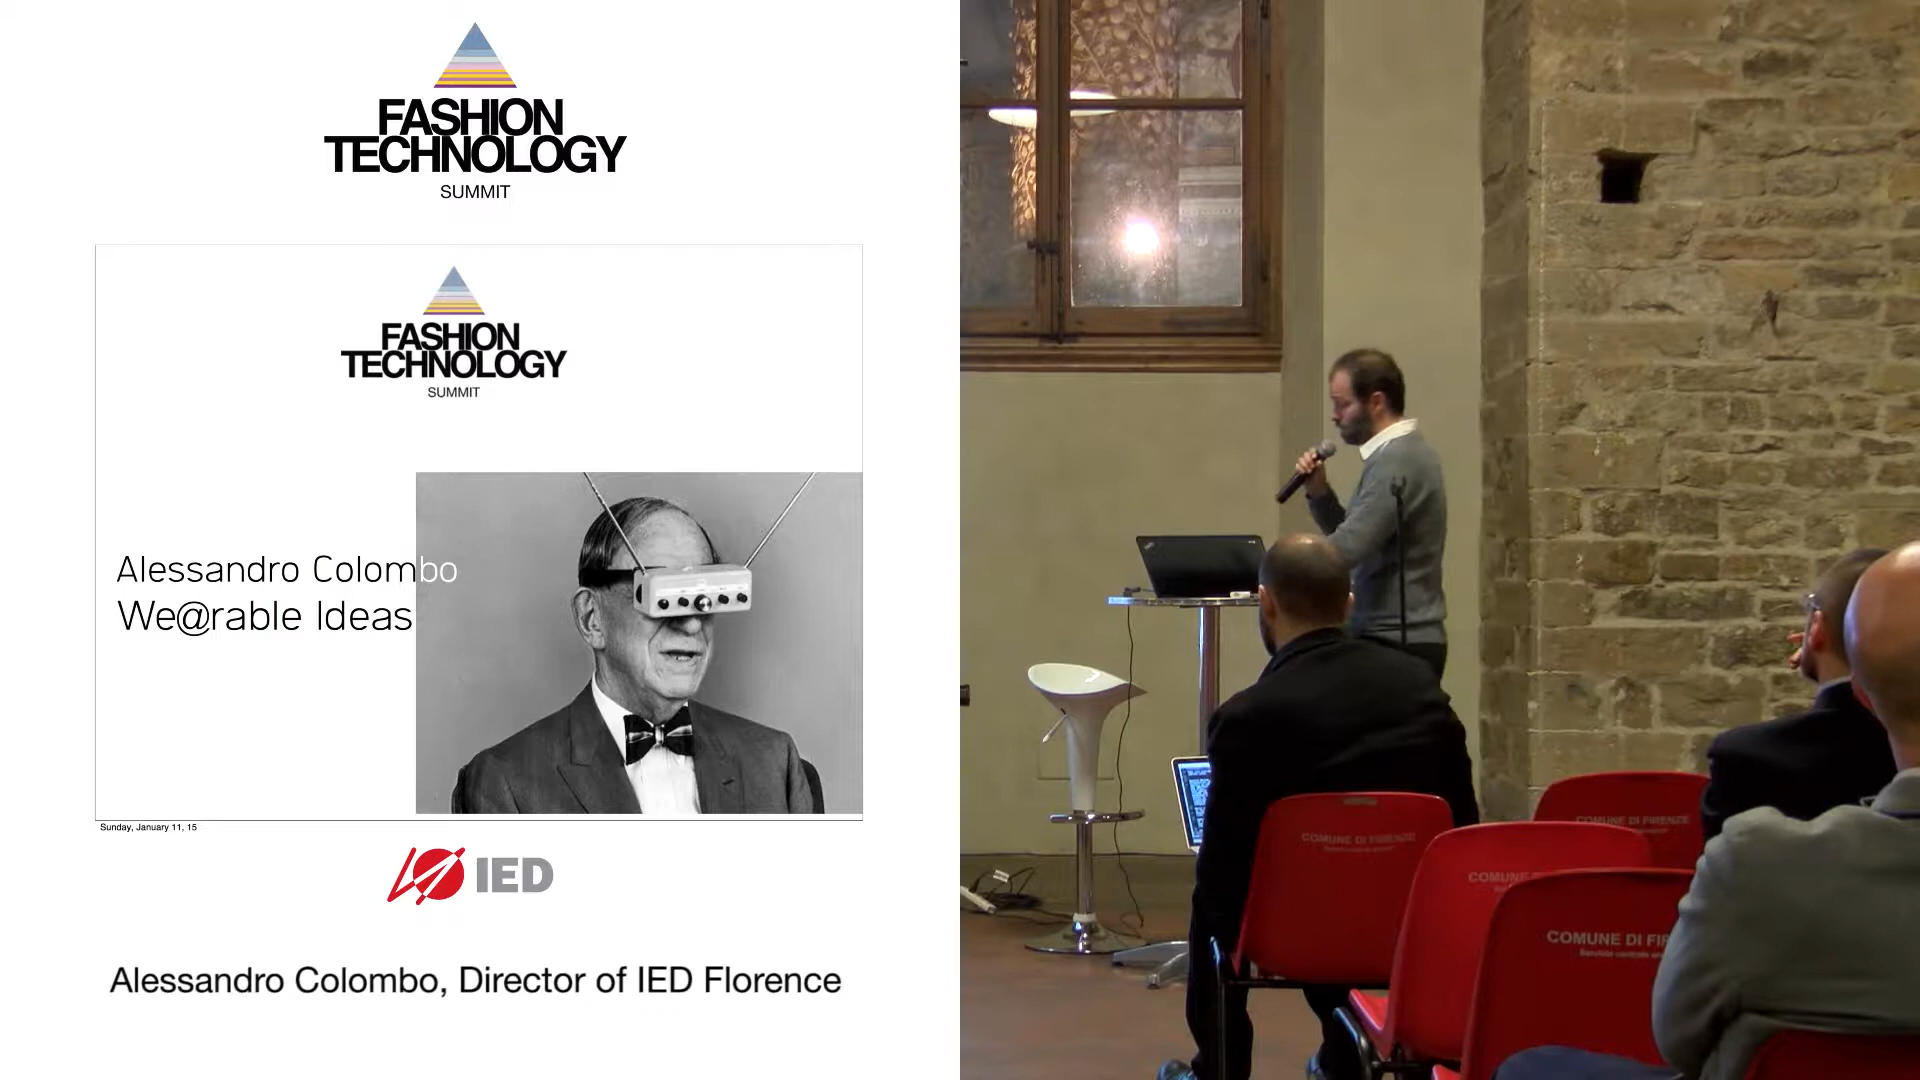 FASHION
TECHNOLOGY
SUMMIT
FASHION
TECHNOLOGY
SUMMIT
Alessandro Colombo
We@rable Ideas
Sunday, January 11, 15
IED
Alessandro Colombo, Director of IED Florence
COMUNE DI FIRENZE
COMUNE DI FIRENZE
COMUNE
COMUNE DI FIR